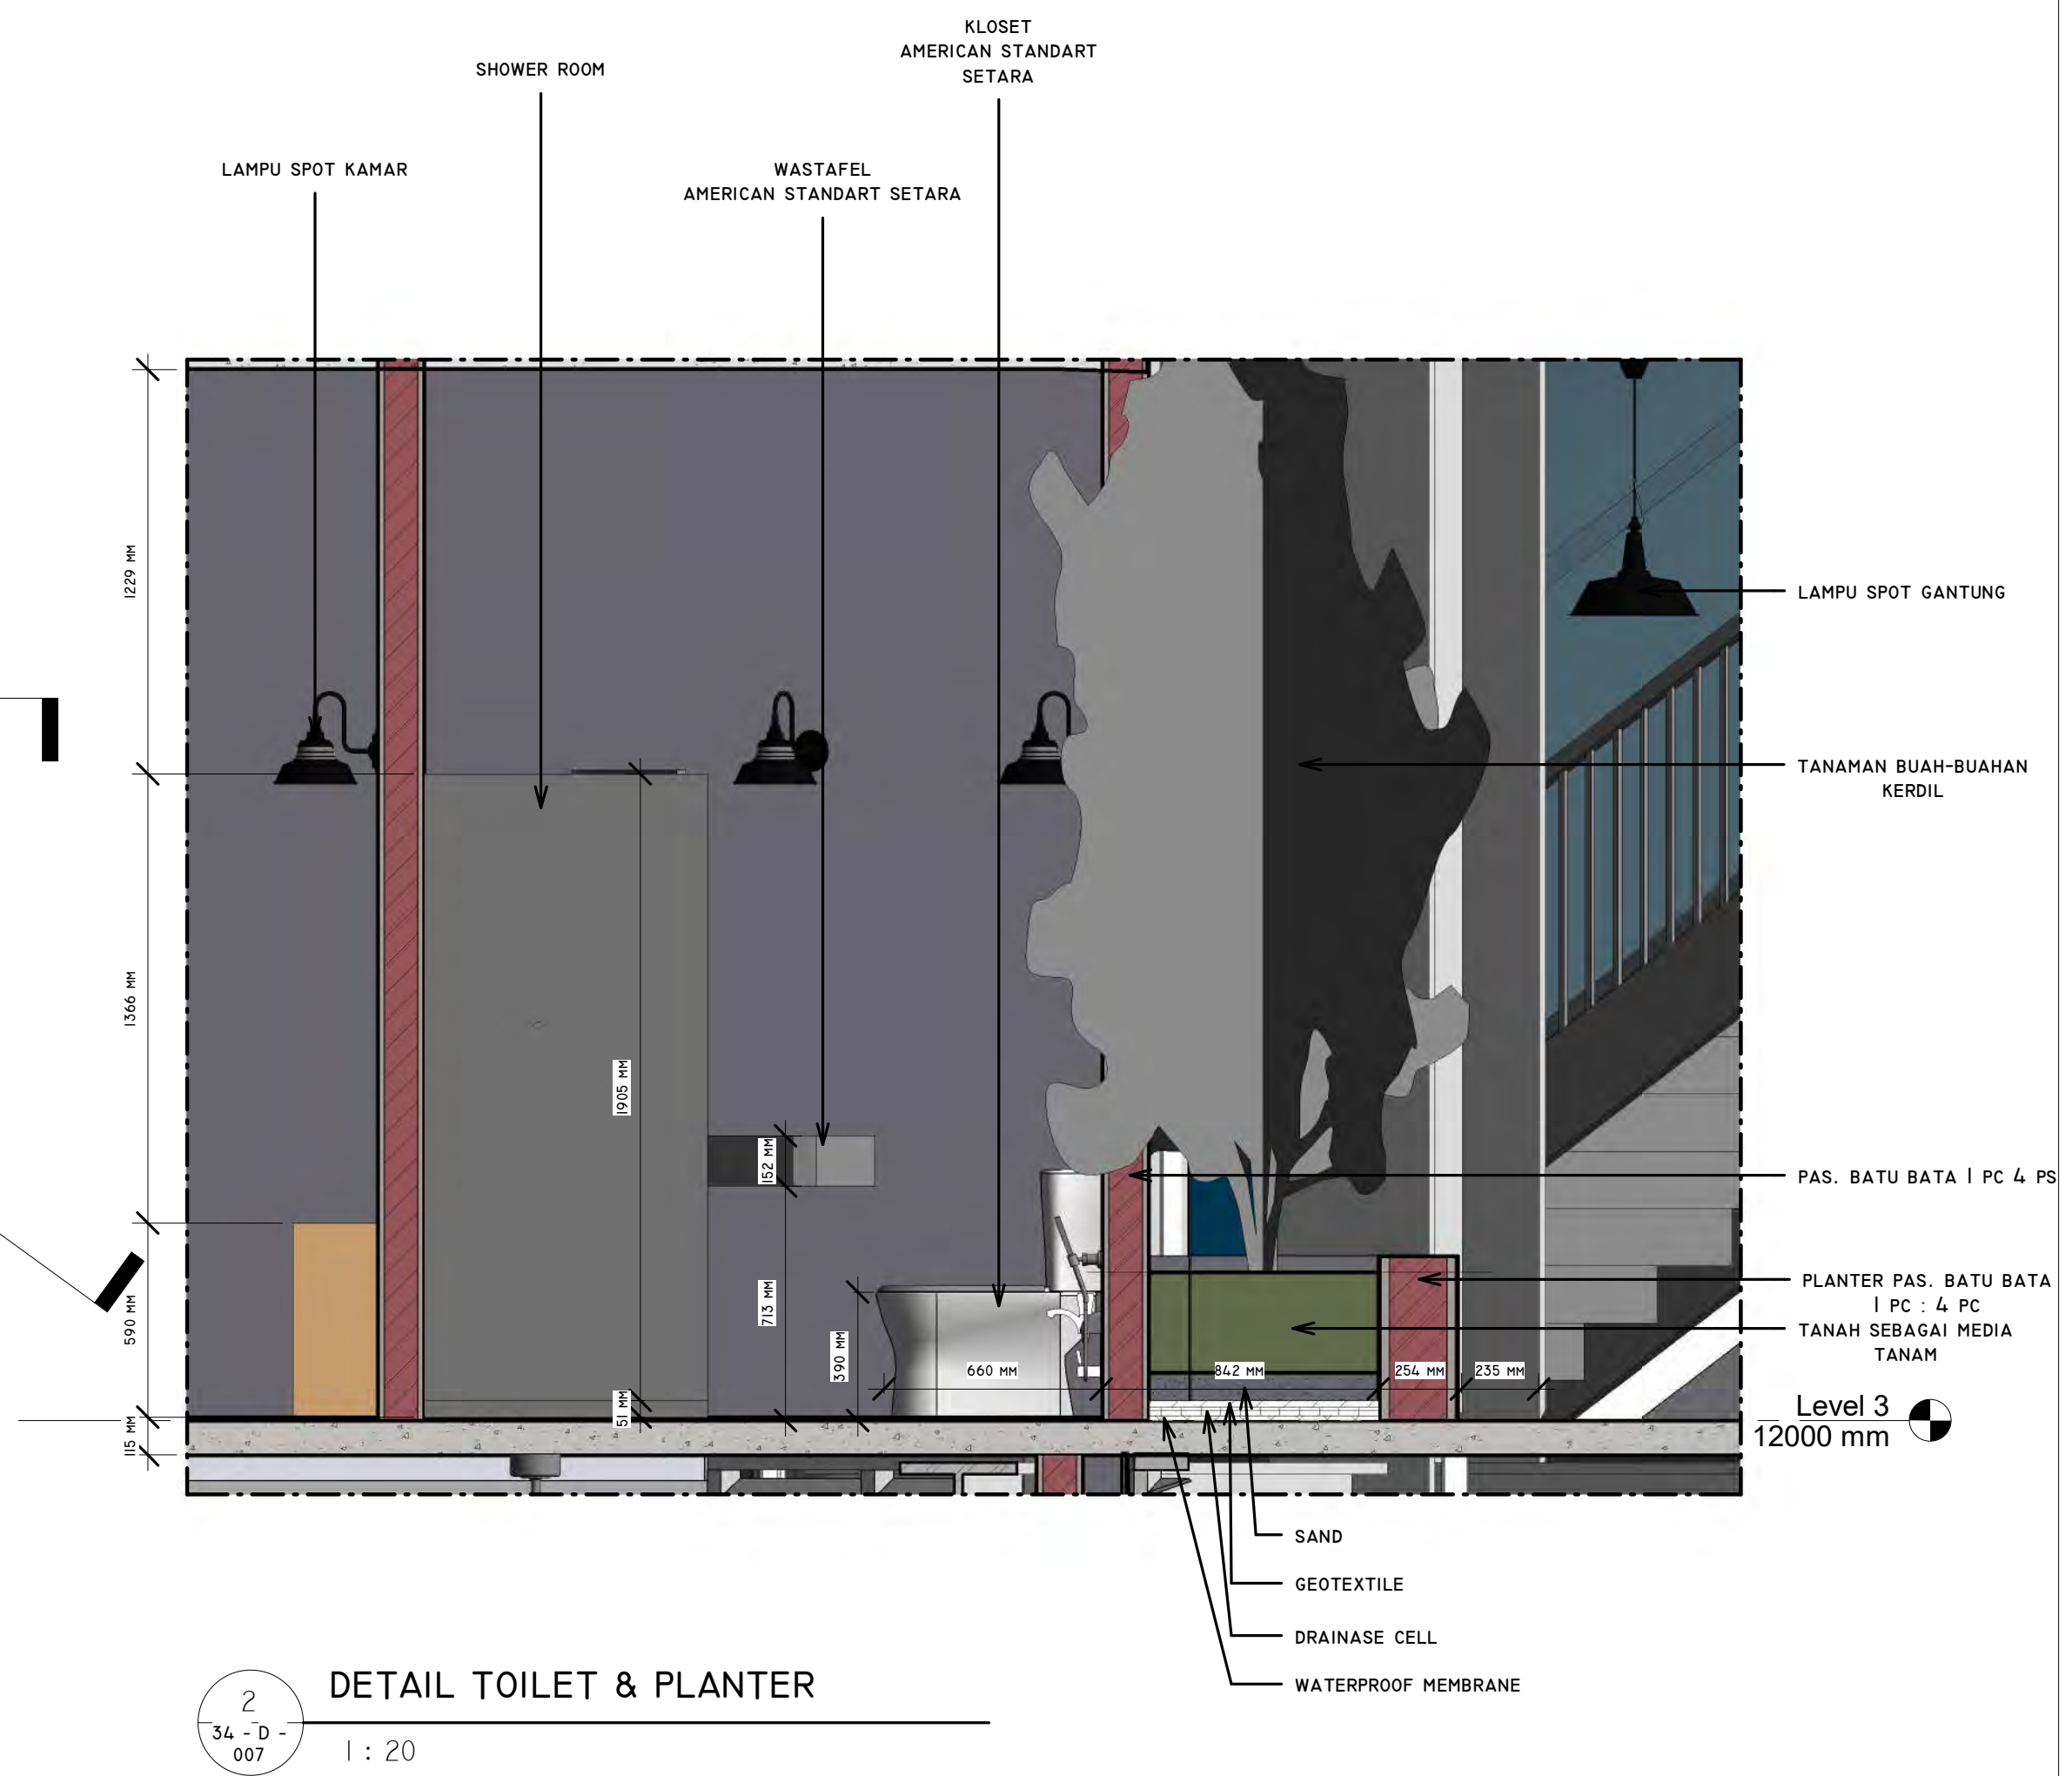 KLOSET
AMERICAN STANDART
SETARA
SHOWER ROOM
LAMPU SPOT KAMAR
WASTAFEL
AMERICAN STANDART SETARA
1229 MM
LAMPU SPOT GANTUNG
TANAMAN BUAH-BUAHAN
KERDIL
1366 MM
1905 MM
152 MM
PAS. BATU BATA 1 PC 4 PS
PLANTER PAS. BATU BATA
1 PC : 4 PC
TANAH SEBAGAI MEDIA
TANAM
590 MM
713 MM
390 MM
660 MM
842 MM
254 MM
235 MM
51 MM
115 MM
Level 3
12000 mm
SAND
GEOTEXTILE
DRAINASE CELL
WATERPROOF MEMBRANE
2
34 - D -
007
DETAIL TOILET & PLANTER
1 : 20